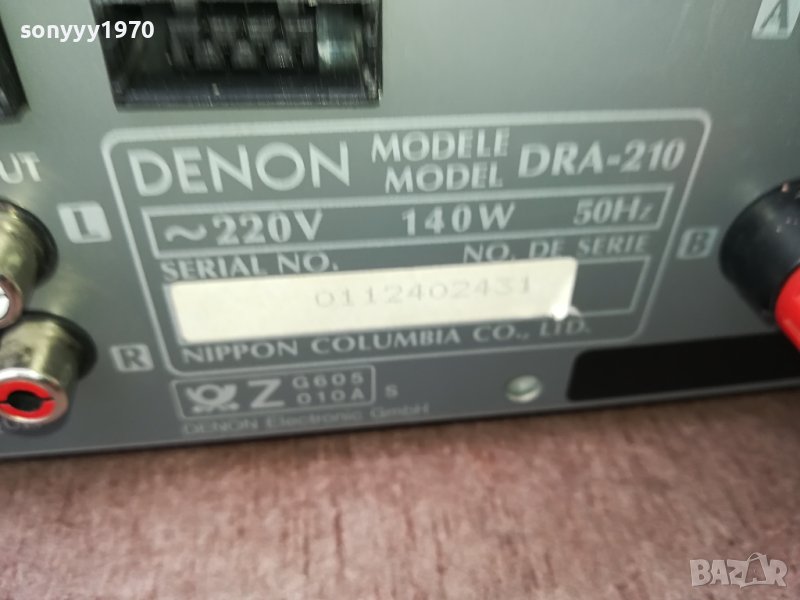 sonyyy1970
A
UT
DENON MODELE DRA-210
MODEL
L
~220V 140W 50Hz
B
SERIAL NO. NO. DE SERIE
0112402431
R
NIPPON COLUMBIA CO., LTD.
Z G605
010A S
DENON Electronic GmbH
BAZAR